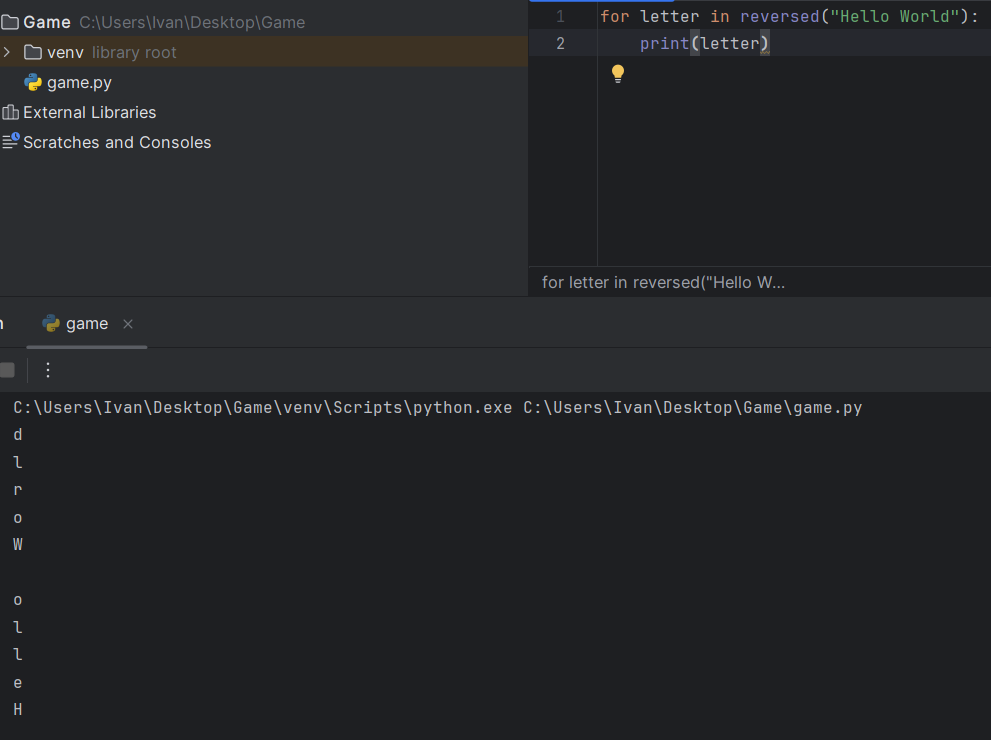 Game C:\Users\Ivan\Desktop\Game
venv library root
game.py
External Libraries
Scratches and Consoles
1 for letter in reversed("Hello World"):
2 print(letter)
for letter in reversed("Hello W...
game
C:\Users\Ivan\Desktop\Game\venv\Scripts\python.exe C:\Users\Ivan\Desktop\Game\game.py
d
l
r
o
W

o
l
l
e
H